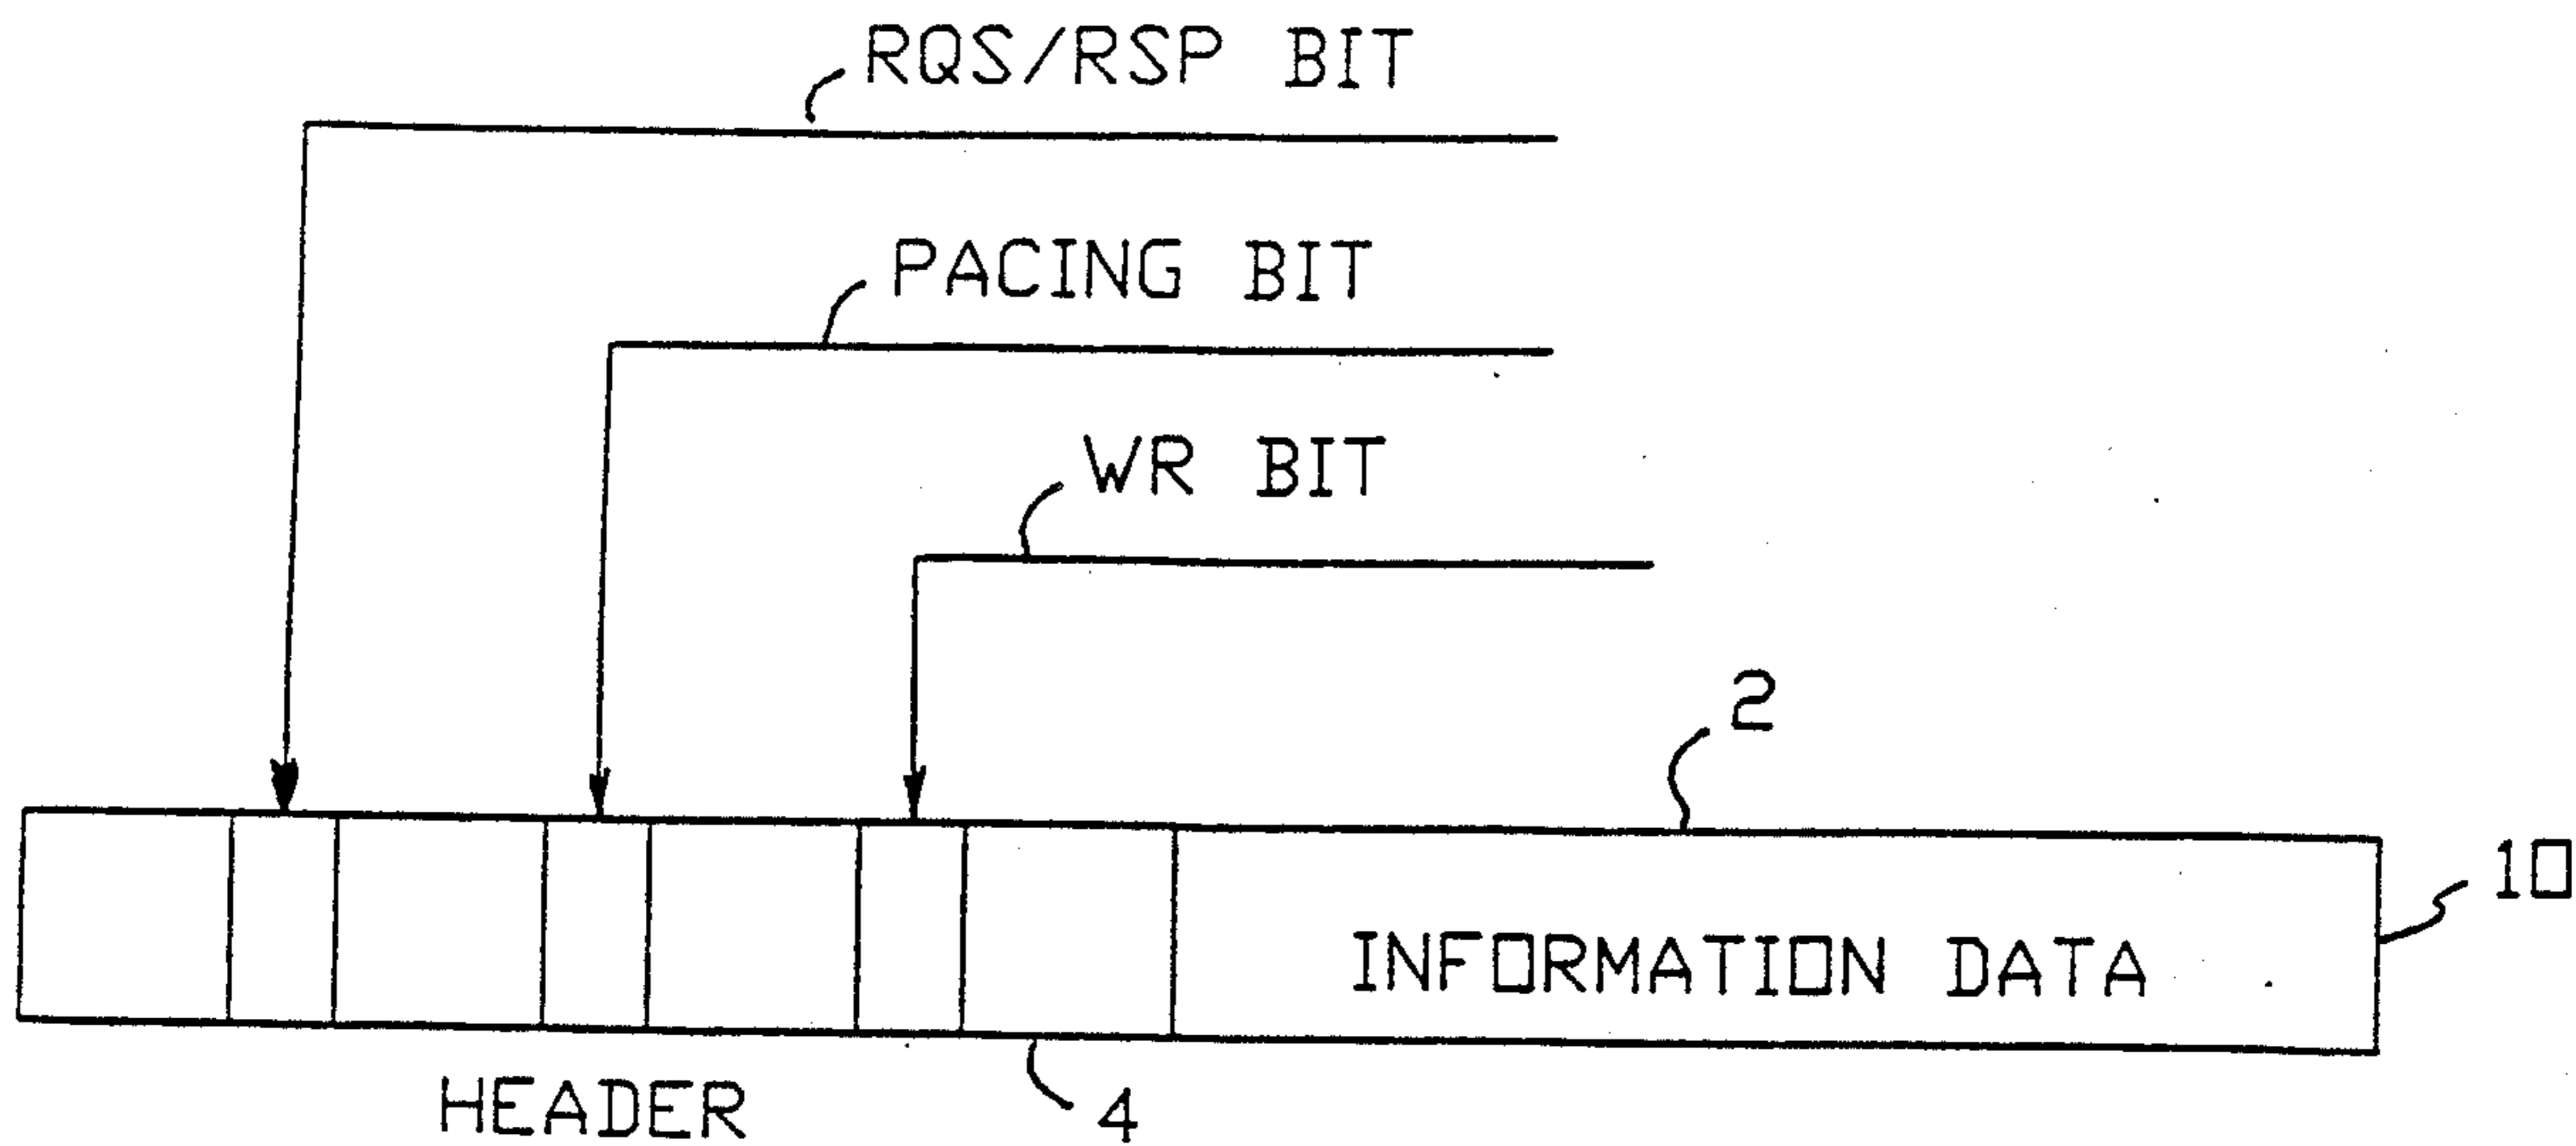 RQS/RSP BIT
PACING BIT
WR BIT
2
10
INFORMATION DATA
HEADER
4